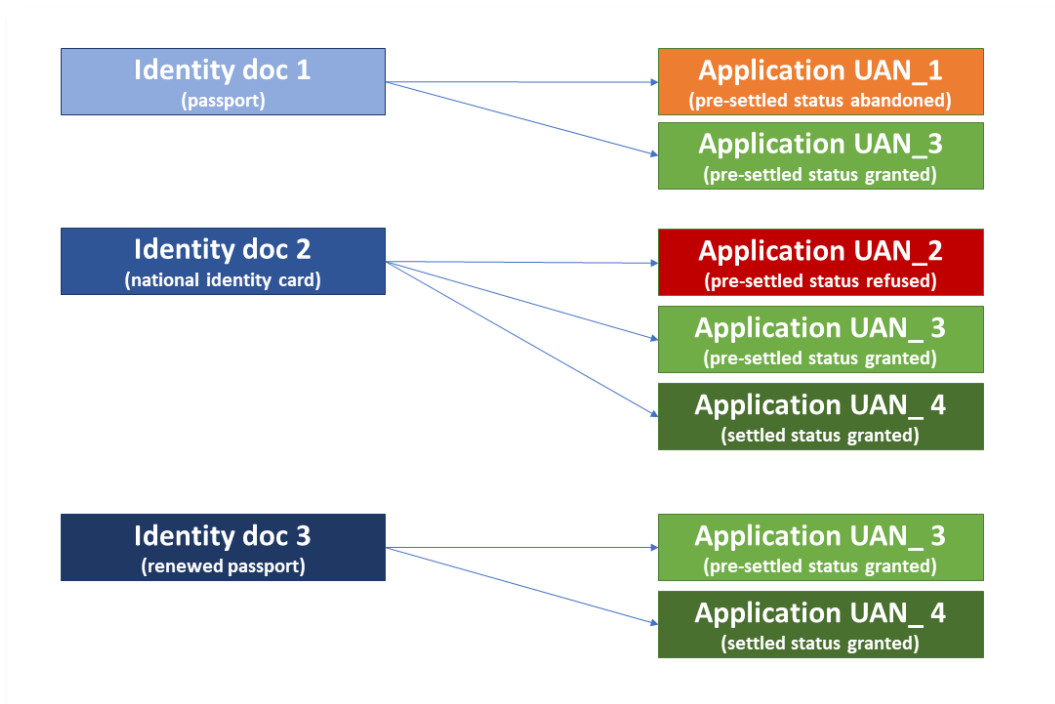 Identity doc 1
(passport)
Application UAN_1
(pre-settled status abandoned)
Application UAN_3
(pre-settled status granted)
Identity doc 2
(national identity card)
Application UAN_2
(pre-settled status refused)
Application UAN_ 3
(pre-settled status granted)
Application UAN_ 4
(settled status granted)
Identity doc 3
(renewed passport)
Application UAN_ 3
(pre-settled status granted)
Application UAN_ 4
(settled status granted)